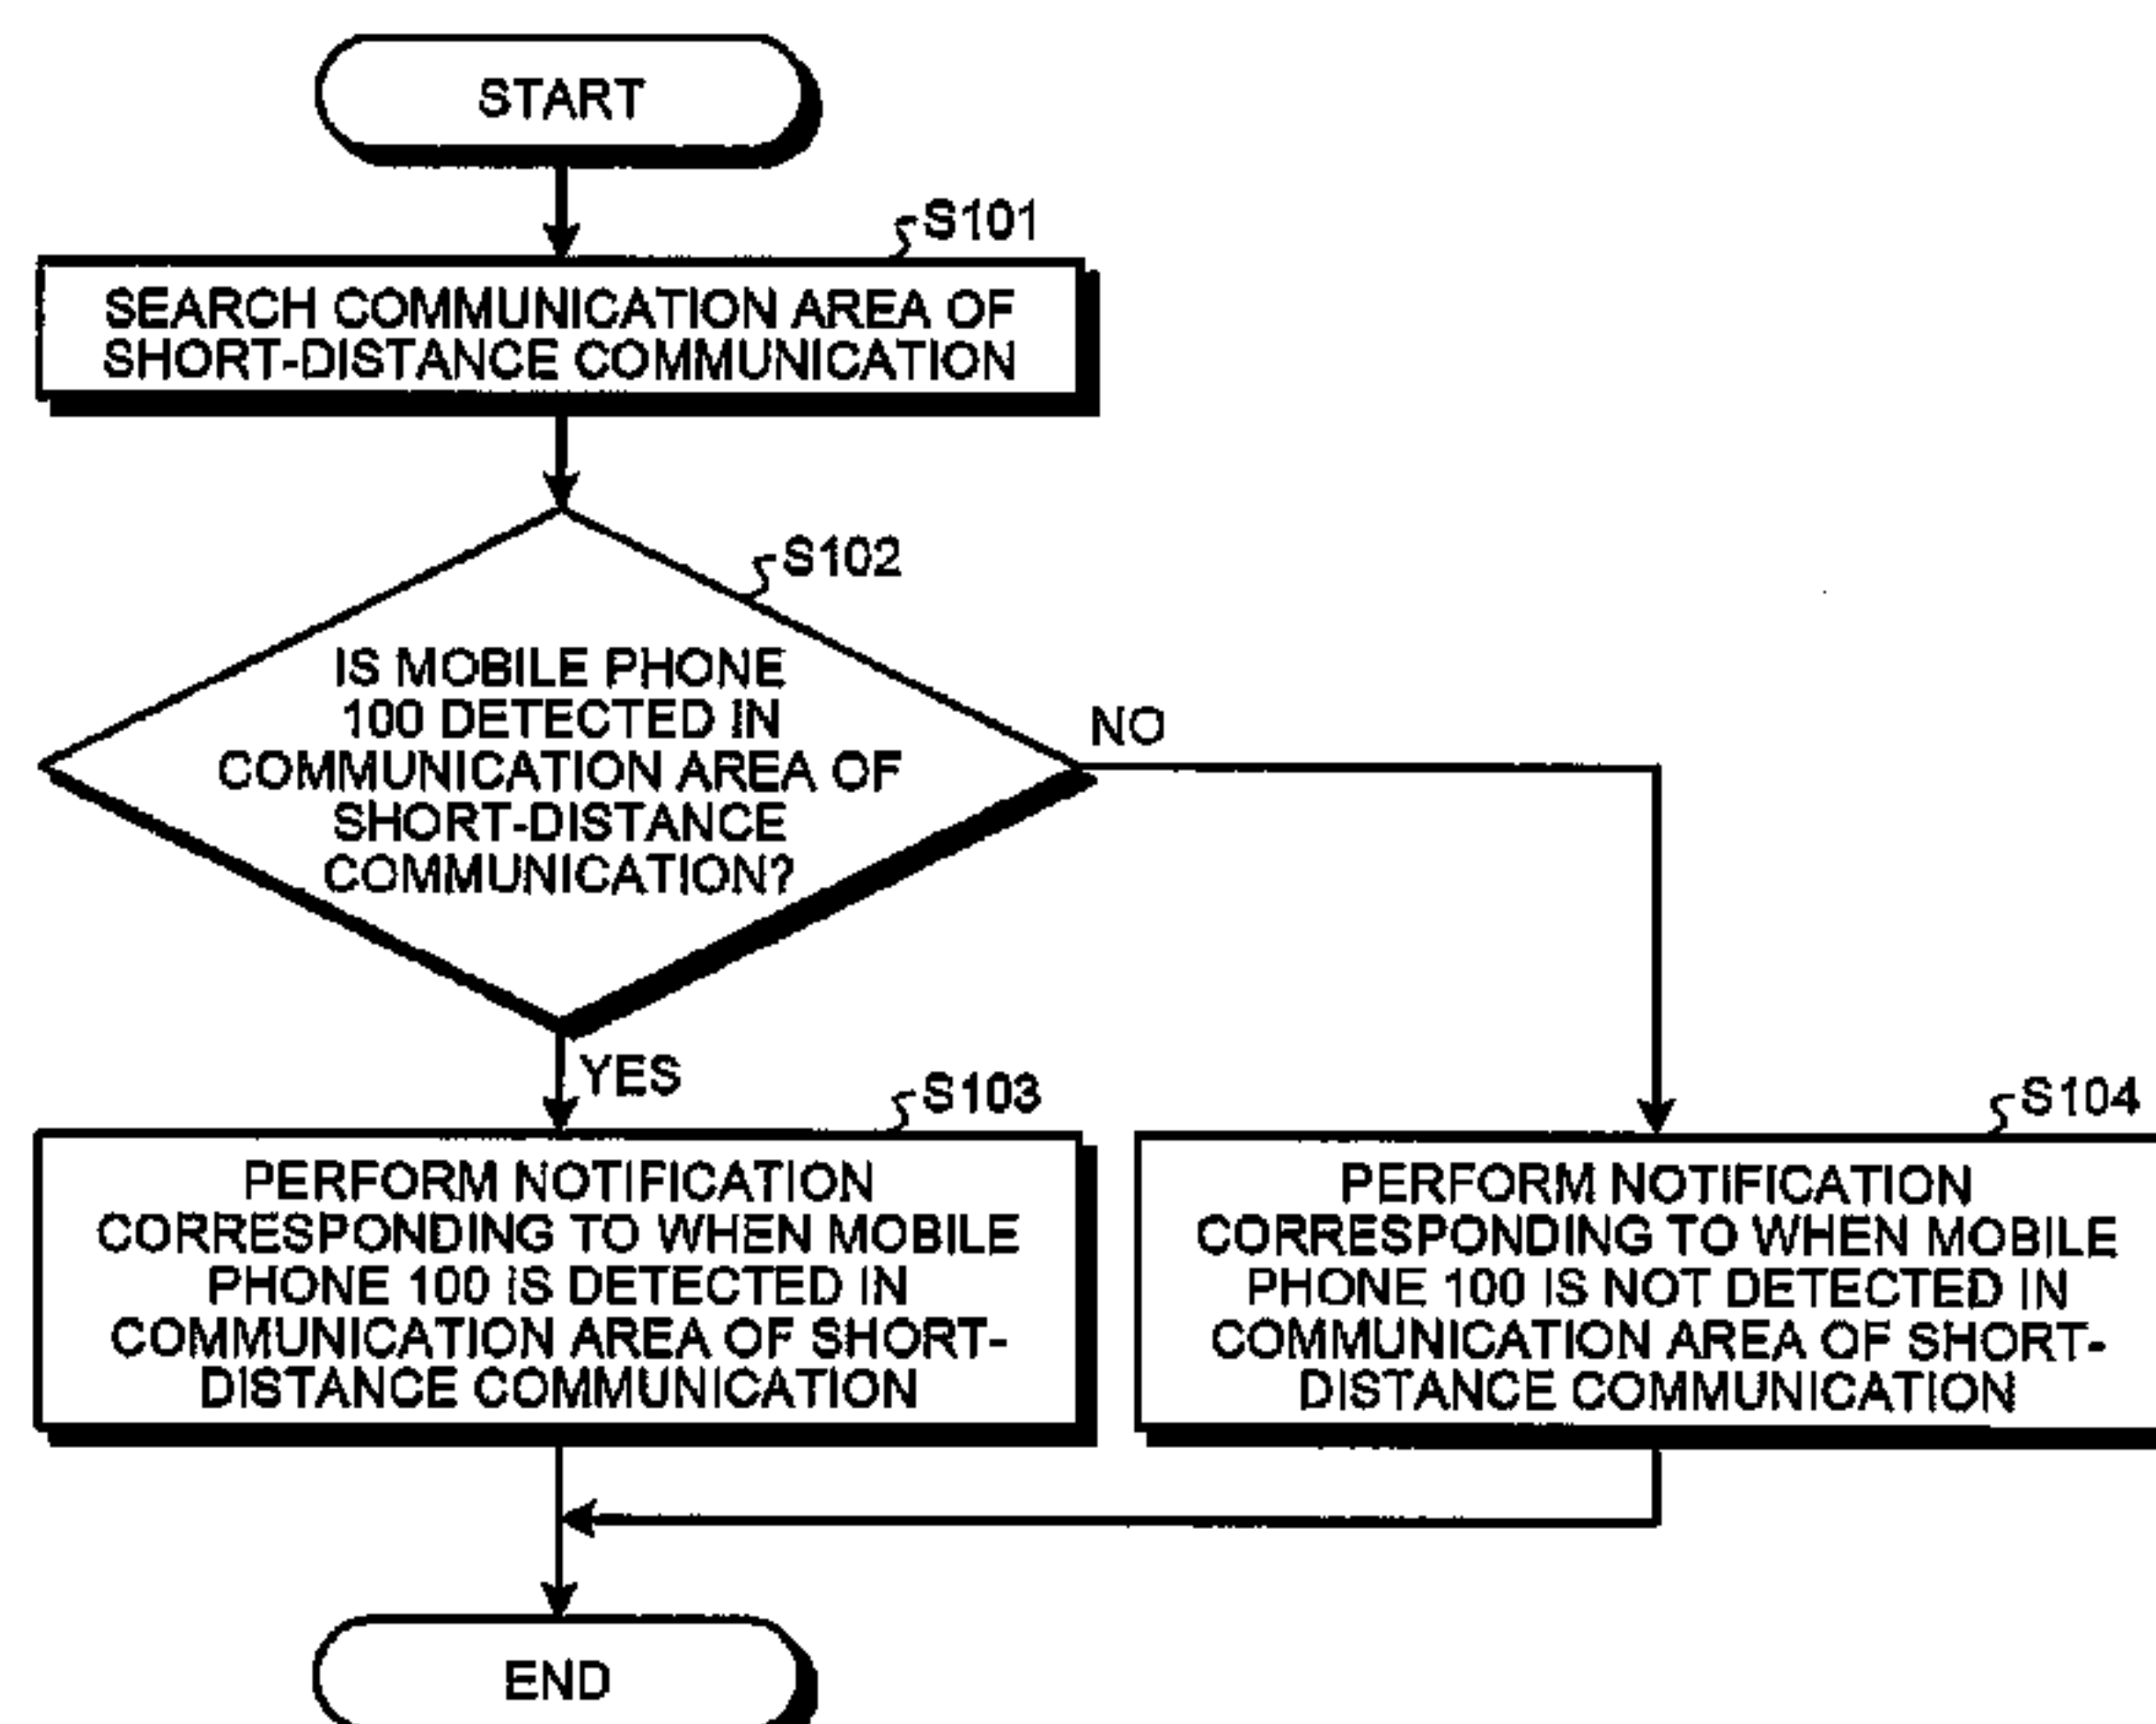 START
S101
SEARCH COMMUNICATION AREA OF
SHORT-DISTANCE COMMUNICATION
S102
IS MOBILE PHONE
100 DETECTED IN
COMMUNICATION AREA OF
SHORT-DISTANCE
COMMUNICATION?
NO
YES
S103
PERFORM NOTIFICATION
CORRESPONDING TO WHEN MOBILE
PHONE 100 IS DETECTED IN
COMMUNICATION AREA OF SHORT-
DISTANCE COMMUNICATION
S104
PERFORM NOTIFICATION
CORRESPONDING TO WHEN MOBILE
PHONE 100 IS NOT DETECTED IN
COMMUNICATION AREA OF SHORT-
DISTANCE COMMUNICATION
END